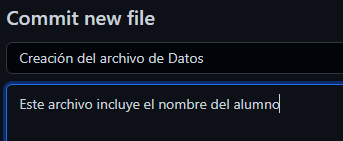 Commit new file
Creación del archivo de Datos
Este archivo incluye el nombre del alumno